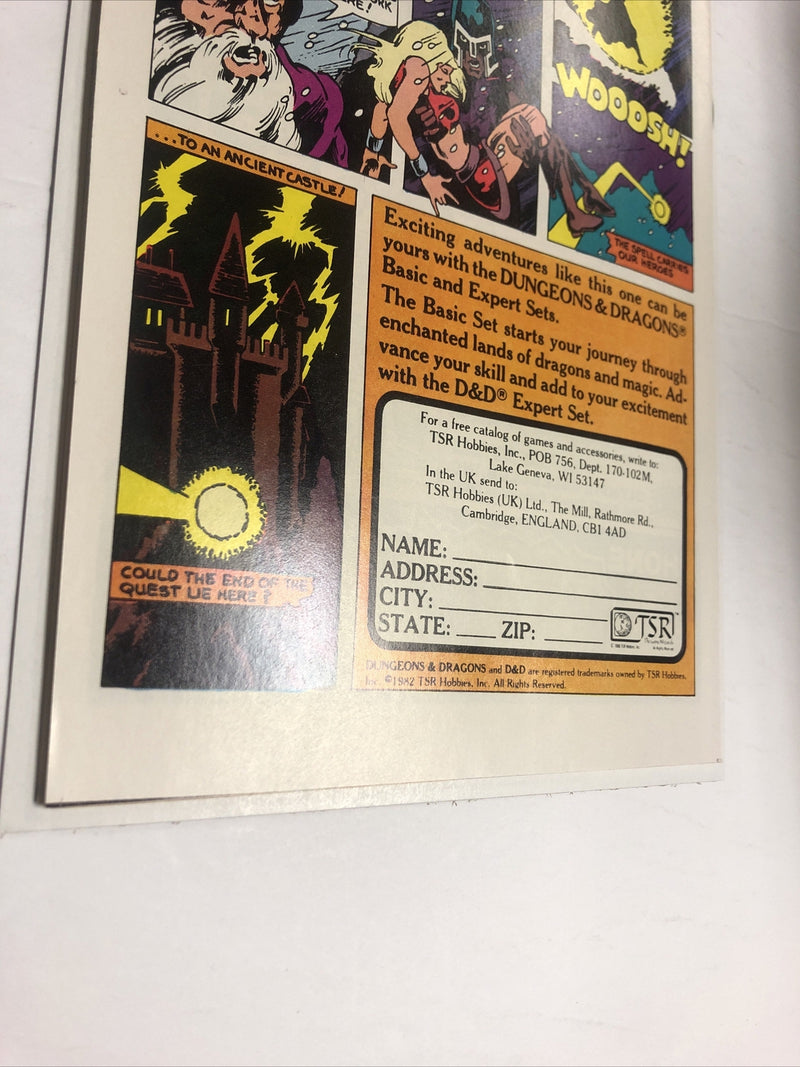 RK
RE!
WOOOSH!
THE SPELL CARRIES
OUR HEROES
...TO AN ANCIENT CASTLE!
COULD THE END OF THE
QUEST LIE HERE?
Exciting adventures like this one can be
yours with the DUNGEONS & DRAGONS®
Basic and Expert Sets.
The Basic Set starts your journey through
enchanted lands of dragons and magic. Ad-
vance your skill and add to your excitement
with the D&D® Expert Set.
For a free catalog of games and accessories, write to:
TSR Hobbies, Inc., POB 756, Dept. 170-102M,
Lake Geneva, WI 53147
In the UK send to:
TSR Hobbies (UK) Ltd., The Mill, Rathmore Rd.,
Cambridge, ENGLAND, CB1 4AD
NAME:
ADDRESS:
CITY:
STATE: ZIP:
TSR
DUNGEONS & DRAGONS and D&D are registered trademarks owned by TSR Hobbies,
Inc. ©1982 TSR Hobbies, Inc. All Rights Reserved.